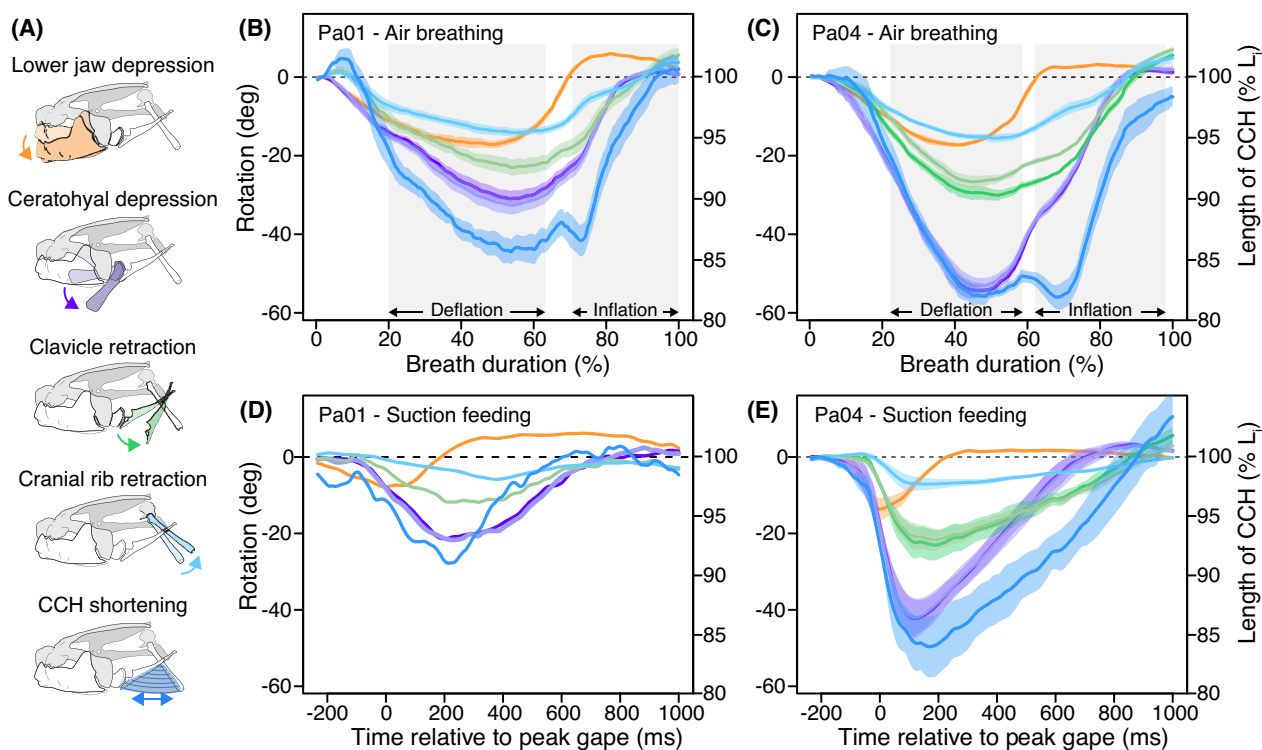 (A)
Lower jaw depression
Ceratohyal depression
Clavicle retraction
Cranial rib retraction
CCH shortening
(B)
Pa01 - Air breathing
Rotation (deg)
0
-20
-40
-60
100
95
90
85
80
Deflation
Inflation
0 20 40 60 80 100
Breath duration (%)
(C)
Pa04 - Air breathing
0
-20
-40
-60
100
95
90
85
80
Length of CCH (% Li)
Deflation
Inflation
0 20 40 60 80 100
Breath duration (%)
(D)
Pa01 - Suction feeding
Rotation (deg)
0
-20
-40
-60
100
95
90
85
80
-200 0 200 400 600 800 1000
Time relative to peak gape (ms)
(E)
Pa04 - Suction feeding
0
-20
-40
-60
100
95
90
85
80
Length of CCH (% Li)
-200 0 200 400 600 800 1000
Time relative to peak gape (ms)